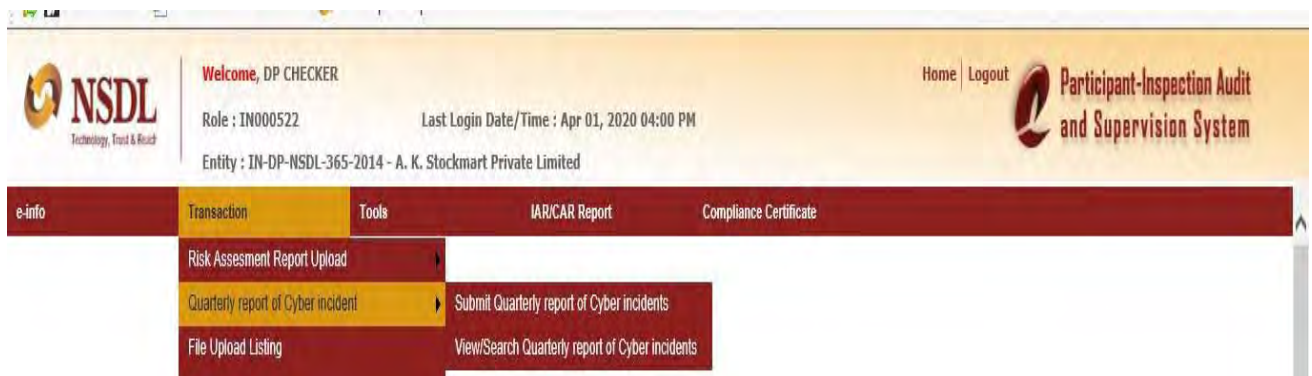 NSDL
Technology, Trust & Reach
Welcome, DP CHECKER
Role : IN000522
Last Login Date/Time : Apr 01, 2020 04:00 PM
Entity : IN-DP-NSDL-365-2014 - A. K. Stockmart Private Limited
Home | Logout
Participant-Inspection Audit
and Supervision System
e-info
Transaction
Tools
IAR/CAR Report
Compliance Certificate
Risk Assesment Report Upload
Quarterly report of Cyber incident
Submit Quarterly report of Cyber incidents
File Upload Listing
View/Search Quarterly report of Cyber incidents